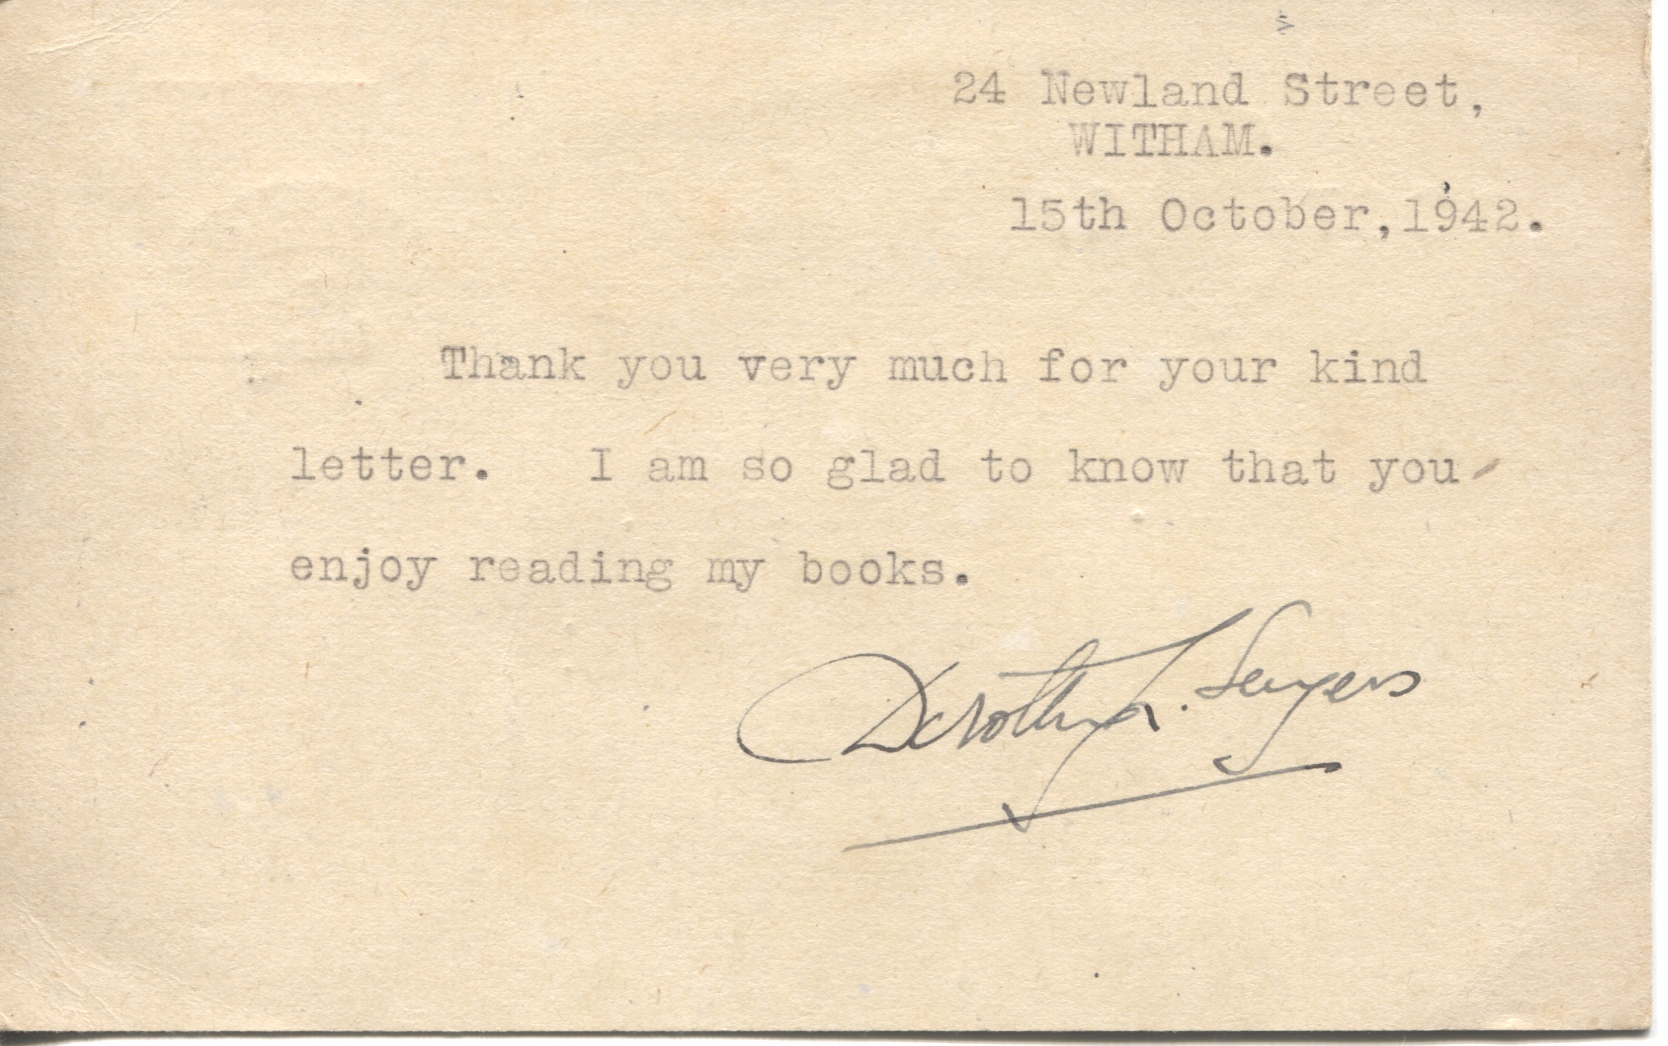 24 Newland Street,
WITHAM.
15th October,1942.
Thank you very much for your kind
letter. I am so glad to know that you
enjoy reading my books.
Dorothy L. Sayers